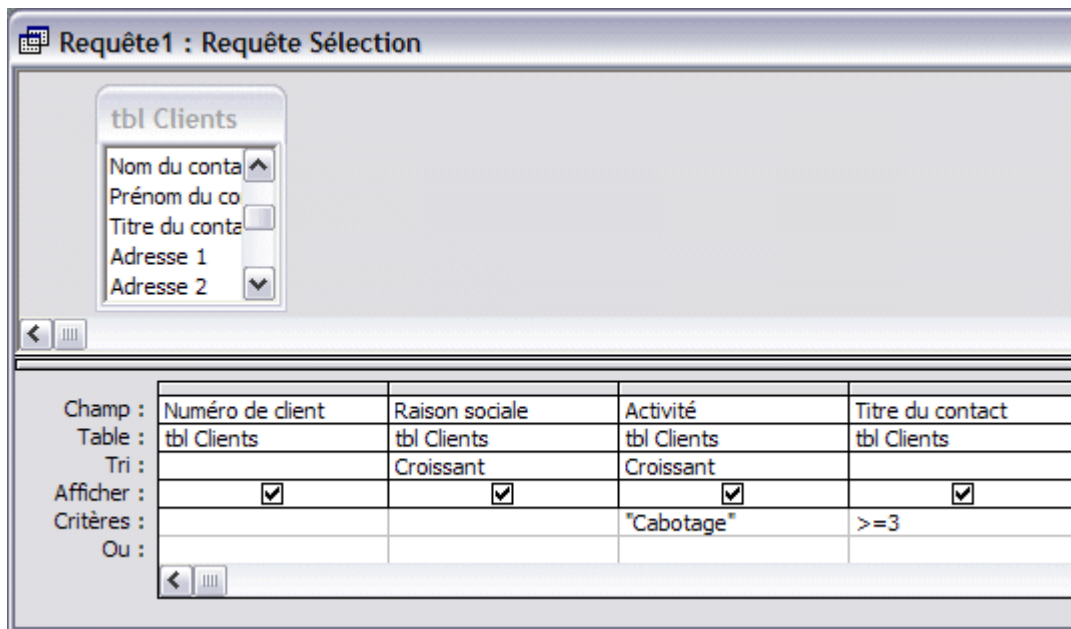 Requête1 : Requête Sélection
tbl Clients
Nom du conta
Prénom du co
Titre du conta
Adresse 1
Adresse 2
Champ : Numéro de client Raison sociale Activité Titre du contact
Table : tbl Clients tbl Clients tbl Clients tbl Clients
Tri : Croissant Croissant
Afficher :
Critères : "Cabotage" >=3
Ou :